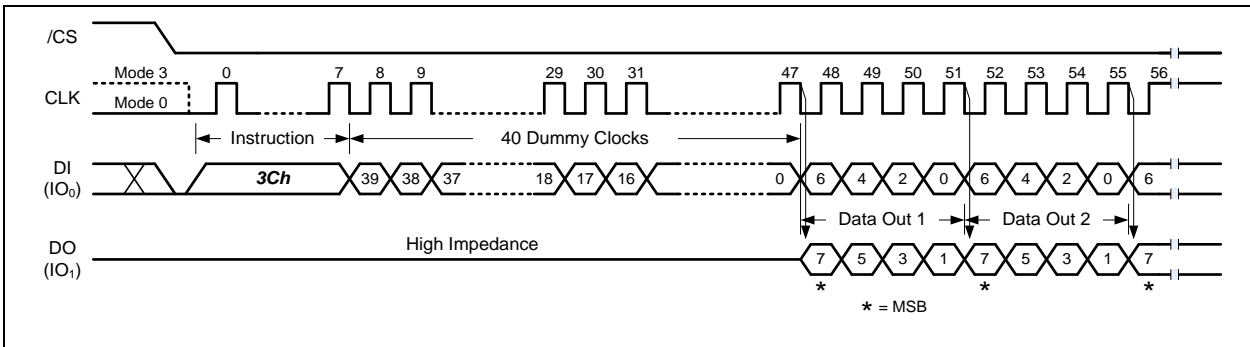 /CS
Mode 3 0 7 8 9 29 30 31 47 48 49 50 51 52 53 54 55 56
CLK
Mode 0
Instruction 40 Dummy Clocks
DI
(IO₀)
3Ch 39 38 37 18 17 16 0 6 4 2 0 6 4 2 0 6
Data Out 1 Data Out 2
DO
(IO₁)
High Impedance
7 5 3 1 7 5 3 1 7
* * *
* = MSB